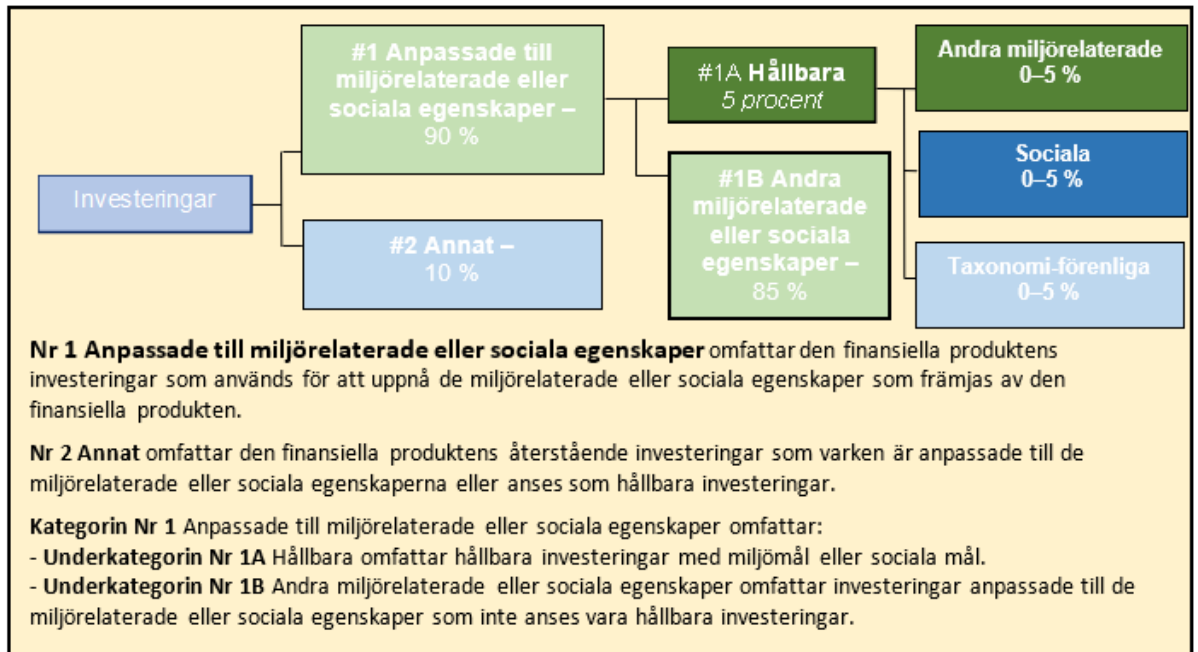 #1 Anpassade till
miljörelaterade eller
sociala egenskaper –
90 %
#1A Hållbara
5 procent
Andra miljörelaterade
0–5 %
Sociala
0–5 %
Investeringar
#1B Andra
miljörelaterade
eller sociala
egenskaper –
85 %
#2 Annat –
10 %
Taxonomi-förenliga
0–5 %
Nr 1 Anpassade till miljörelaterade eller sociala egenskaper omfattar den finansiella produktens
investeringar som används för att uppnå de miljörelaterade eller sociala egenskaper som främjas av den
finansiella produkten.
Nr 2 Annat omfattar den finansiella produktens återstående investeringar som varken är anpassade till de
miljörelaterade eller sociala egenskaperna eller anses som hållbara investeringar.
Kategorin Nr 1 Anpassade till miljörelaterade eller sociala egenskaper omfattar:
- Underkategorin Nr 1A Hållbara omfattar hållbara investeringar med miljömål eller sociala mål.
- Underkategorin Nr 1B Andra miljörelaterade eller sociala egenskaper omfattar investeringar anpassade till de
miljörelaterade eller sociala egenskaper som inte anses vara hållbara investeringar.